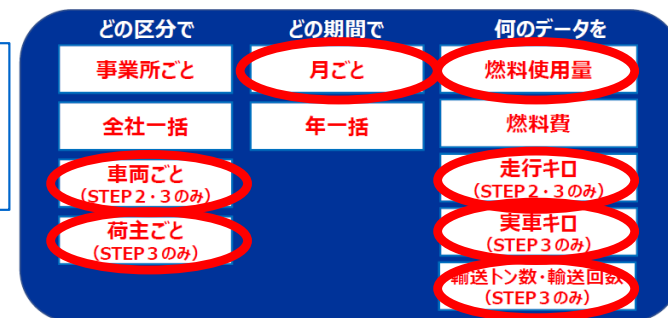 どの区分で
どの期間で
何のデータを
事業所ごと
月ごと
燃料使用量
全社一括
年一括
燃料費
車両ごと
(STEP2・3のみ)
走行キロ
(STEP2・3のみ)
荷主ごと
(STEP3のみ)
実車キロ
(STEP3のみ)
輸送トン数・輸送回数
(STEP3のみ)